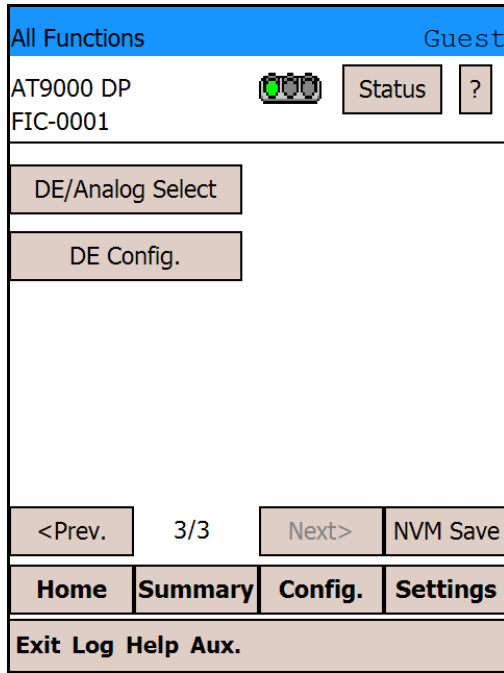 All Functions Guest
AT9000 DP Status ?
FIC-0001
DE/Analog Select
DE Config.
<Prev. 3/3 Next> NVM Save
Home Summary Config. Settings
Exit Log Help Aux.